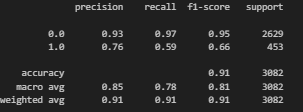 precision recall f1-score support
0.0 0.93 0.97 0.95 2629
1.0 0.76 0.59 0.66 453
accuracy 0.91 3082
macro avg 0.85 0.78 0.81 3082
weighted avg 0.91 0.91 0.91 3082